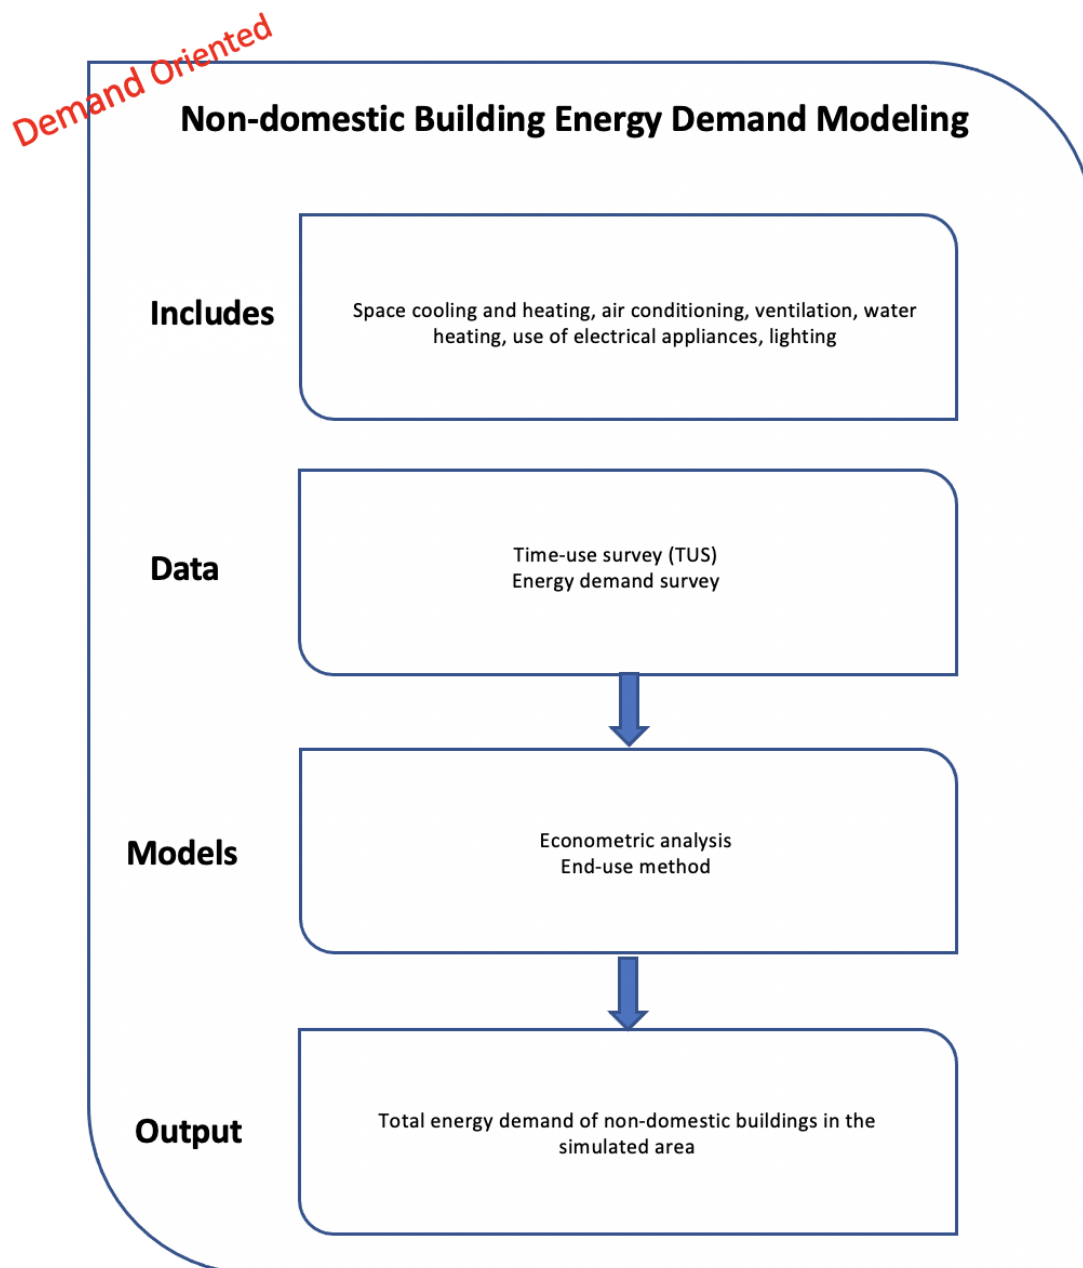 Demand Oriented
Non-domestic Building Energy Demand Modeling
Includes
Space cooling and heating, air conditioning, ventilation, water
heating, use of electrical appliances, lighting
Data
Time-use survey (TUS)
Energy demand survey
Models
Econometric analysis
End-use method
Output
Total energy demand of non-domestic buildings in the
simulated area